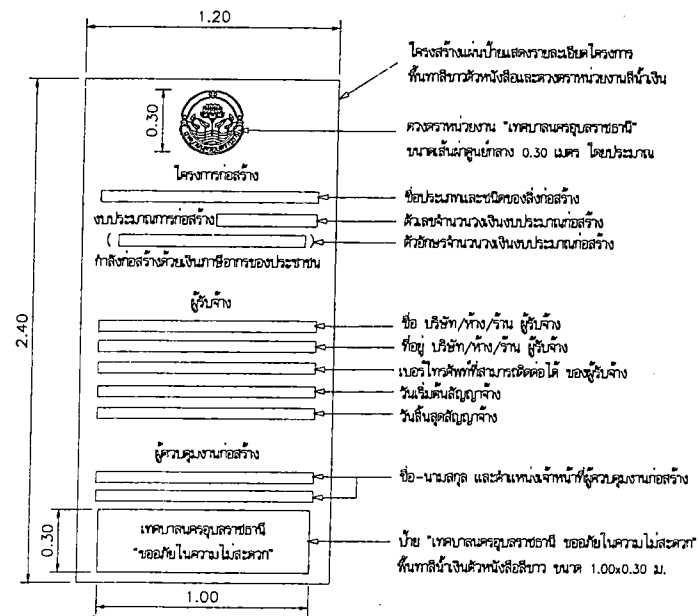 1.20
โครงสร้างแผ่นป้ายแสดงรายละเอียดโครงการ
พื้นทาสีขาวตัวหนังสือและดวงตราหน่วยงานสีน้ำเงิน
2.40
0.30
ดวงตราหน่วยงาน "เทศบาลนครอุบลราชธานี"
ขนาดเส้นผ่าศูนย์กลาง 0.30 เมตร โดยประมาณ
โครงการก่อสร้าง
ชื่อประเภทและชนิดของสิ่งก่อสร้าง
งบประมาณการก่อสร้าง
ตัวเลขจำนวนวงเงินงบประมาณก่อสร้าง
( )
ตัวอักษรจำนวนวงเงินงบประมาณก่อสร้าง
กำลังก่อสร้างด้วยเงินภาษีอากรของประชาชน
ผู้รับจ้าง
ชื่อ บริษัท/ห้าง/ร้าน ผู้รับจ้าง
ที่อยู่ บริษัท/ห้าง/ร้าน ผู้รับจ้าง
เบอร์โทรศัพท์ที่สามารถติดต่อได้ ของผู้รับจ้าง
วันเริ่มต้นสัญญาจ้าง
วันสิ้นสุดสัญญาจ้าง
ผู้ควบคุมงานก่อสร้าง
ชื่อ-นามสกุล และตำแหน่งเจ้าหน้าที่ผู้ควบคุมงานก่อสร้าง
0.30
เทศบาลนครอุบลราชธานี
"ขออภัยในความไม่สะดวก"
ป้าย "เทศบาลนครอุบลราชธานี ขออภัยในความไม่สะดวก"
พื้นทาสีน้ำเงินตัวหนังสือสีขาว ขนาด 1.00x0.30 ม.
1.00